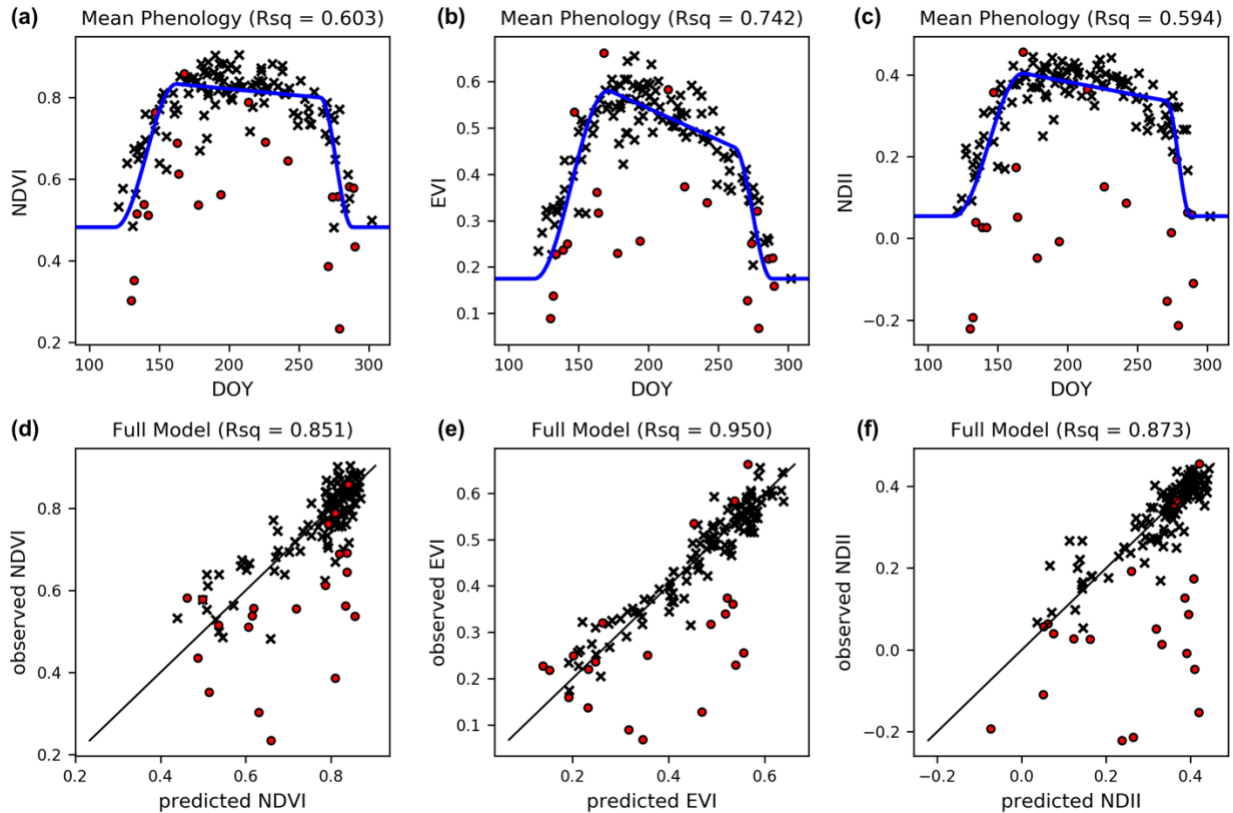 (a) Mean Phenology (Rsq = 0.603)
NDVI
0.8
0.6
0.4
0.2
100 150 200 250 300
DOY
(b) Mean Phenology (Rsq = 0.742)
EVI
0.6
0.5
0.4
0.3
0.2
0.1
100 150 200 250 300
DOY
(c) Mean Phenology (Rsq = 0.594)
NDII
0.4
0.2
0.0
−0.2
100 150 200 250 300
DOY
(d) Full Model (Rsq = 0.851)
observed NDVI
0.8
0.6
0.4
0.2
0.2 0.4 0.6 0.8
predicted NDVI
(e) Full Model (Rsq = 0.950)
observed EVI
0.6
0.5
0.4
0.3
0.2
0.1
0.2 0.4 0.6
predicted EVI
(f) Full Model (Rsq = 0.873)
observed NDII
0.4
0.2
0.0
−0.2
−0.2 0.0 0.2 0.4
predicted NDII